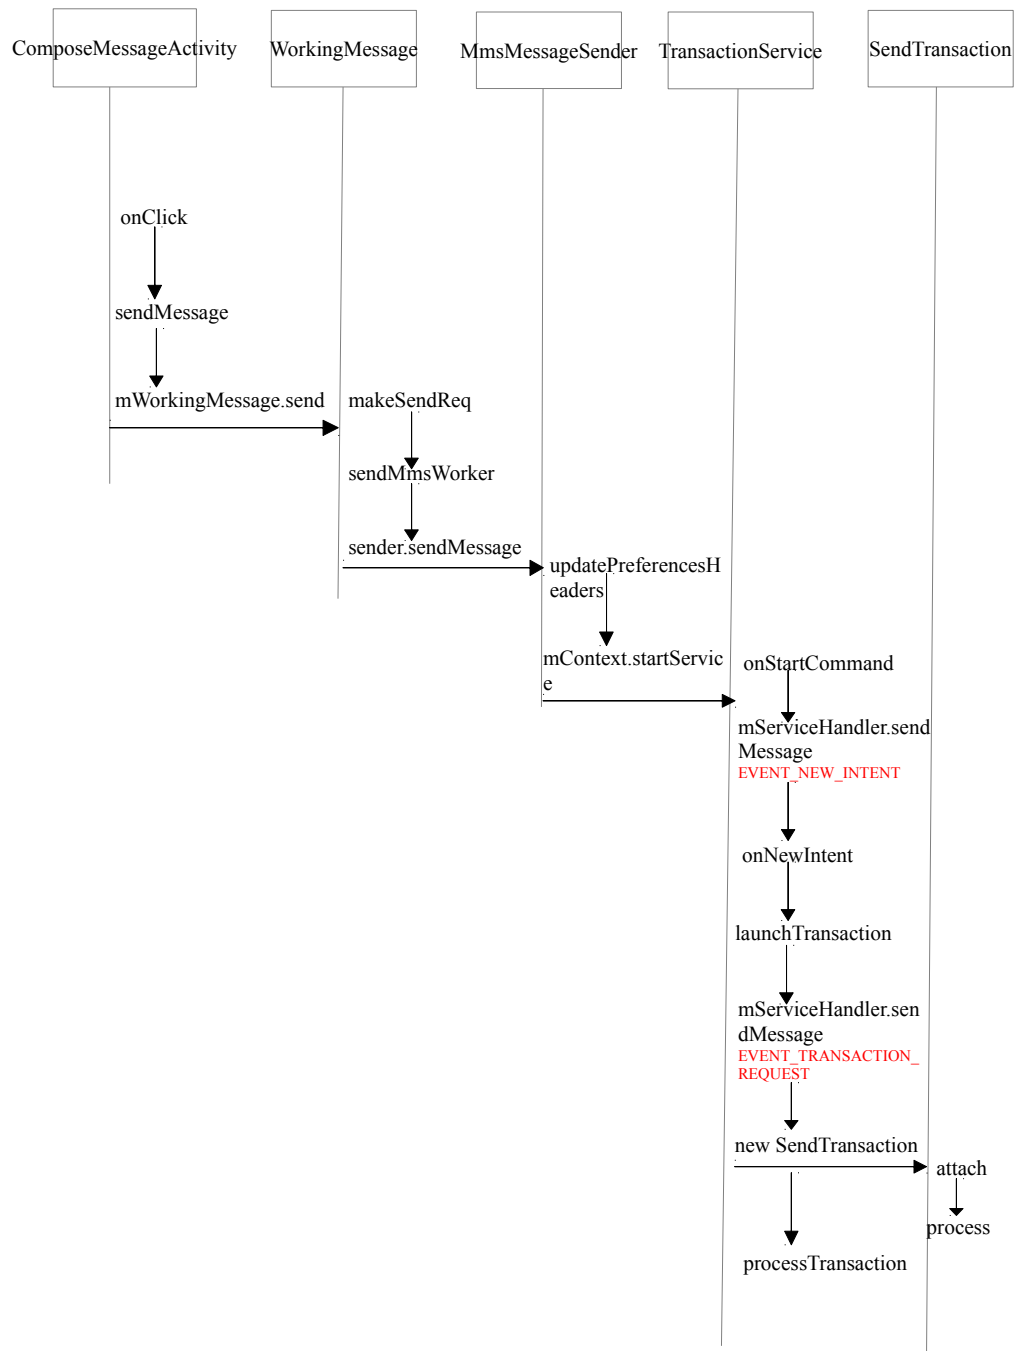 ComposeMessageActivity
WorkingMessage
MmsMessageSender
TransactionService
SendTransaction
onClick
sendMessage
mWorkingMessage.send
makeSendReq
sendMmsWorker
sender.sendMessage
updatePreferencesH
eaders
mContext.startServic
e
onStartCommand
mServiceHandler.send
Message
EVENT_NEW_INTENT
onNewIntent
launchTransaction
mServiceHandler.sen
dMessage
EVENT_TRANSACTION_
REQUEST
new SendTransaction
attach
process
processTransaction